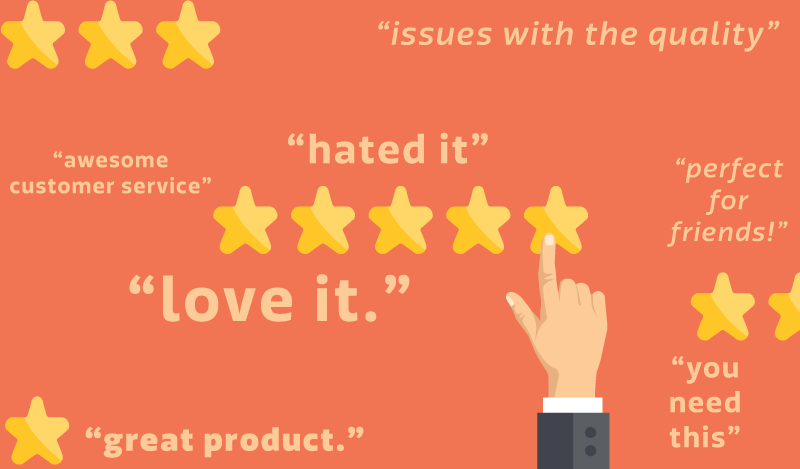 “issues with the quality”
“hated it”
“awesome
customer service”
“perfect
for
friends!”
“love it.”
“you
need
this”
“great product.”